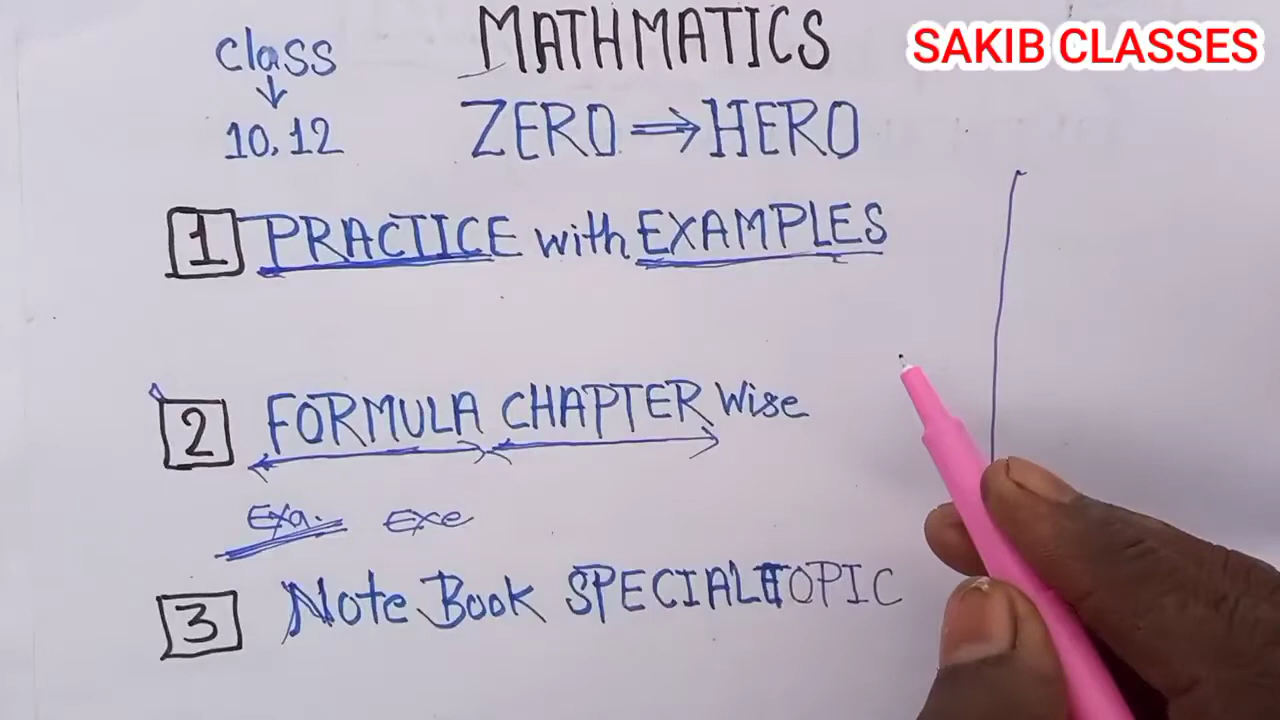 class
10, 12
MATHMATICS
SAKIB CLASSES
ZERO ⇒ HERO
1 PRACTICE with EXAMPLES
2 FORMULA CHAPTER Wise
Exa. Exe
3 Note Book SPECIAL TOPIC